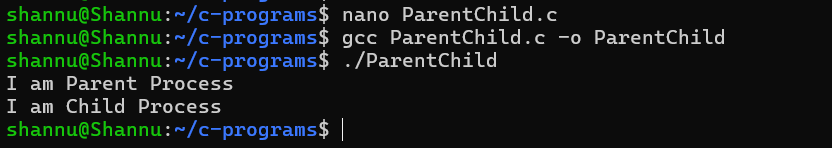 shannu@Shannu:~/c-programs$ nano ParentChild.c
shannu@Shannu:~/c-programs$ gcc ParentChild.c -o ParentChild
shannu@Shannu:~/c-programs$ ./ParentChild
I am Parent Process
I am Child Process
shannu@Shannu:~/c-programs$